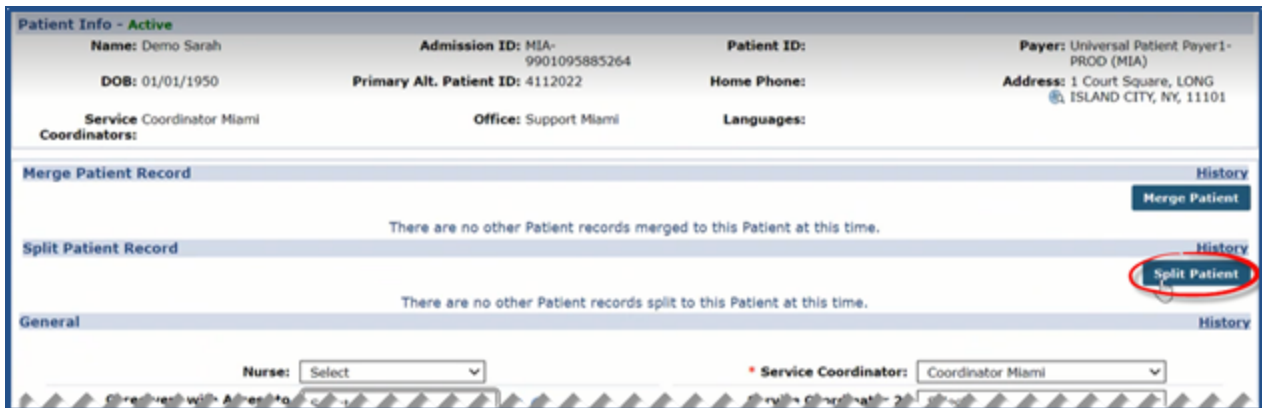 Patient Info - Active
Name: Demo Sarah Admission ID: MIA- Patient ID: Payer: Universal Patient Payer1-
9901095885264 PROD (MIA)
DOB: 01/01/1950 Primary Alt. Patient ID: 4112022 Home Phone: Address: 1 Court Square, LONG
ISLAND CITY, NY, 11101
Service Coordinator Miami Office: Support Miami Languages:
Coordinators:
Merge Patient Record History
Merge Patient
There are no other Patient records merged to this Patient at this time.
Split Patient Record History
Split Patient
There are no other Patient records split to this Patient at this time.
General History
Nurse: Select * Service Coordinator: Coordinator Miami